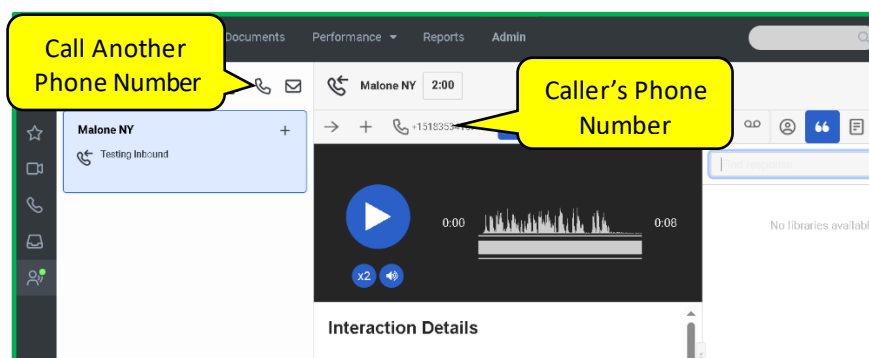 Call Another
Phone Number
Documents
Performance
Reports
Admin
Malone NY
2:00
Caller's Phone
Number
Malone NY
Testing Inbound
0:00
0:08
x2
No libraries availabl
Interaction Details